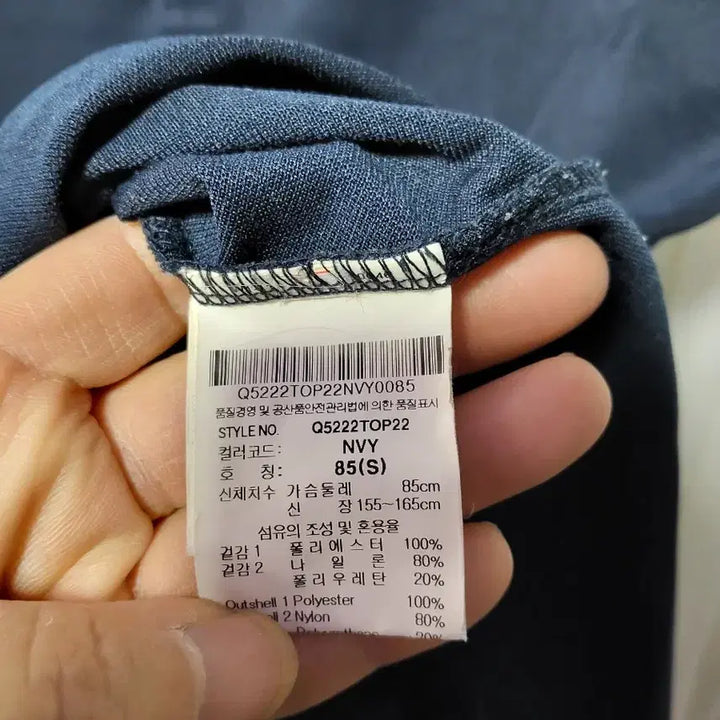 Q5222TOP22NVY0085
품질경영 및 공산품안전관리법에 의한 품질표시
STYLE NO. Q5222TOP22
컬러코드: NVY
호 칭: 85(S)
신체치수 가슴둘레 85cm
신 장 155~165cm
섬유의 조성 및 혼용율
겉감 1 폴리에스터 100%
겉감 2 나 일 론 80%
폴리우레탄 20%
Outshell 1 Polyester 100%
2 Nylon 80%
20%